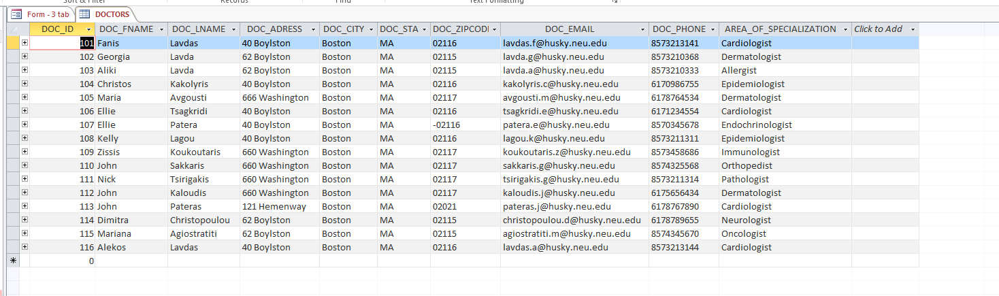 Sort & Filter Records Find Text Formatting
Form - 3 tab DOCTORS
DOC_ID DOC_FNAME DOC_LNAME DOC_ADRESS DOC_CITY DOC_STA DOC_ZIPCODI DOC_EMAIL DOC_PHONE AREA_OF_SPECIALIZATION Click to Add
101 Fanis Lavdas 40 Boylston Boston MA 02116 lavdas.f@husky.neu.edu 8573213141 Cardiologist
102 Georgia Lavda 62 Boylston Boston MA 02115 lavda.g@husky.neu.edu 8573210368 Dermatologist
103 Aliki Lavda 62 Boylston Boston MA 02115 lavda.a@husky.neu.edu 8573210333 Allergist
104 Christos Kakolyris 40 Boylston Boston MA 02116 kakolyris.c@husky.neu.edu 6170986755 Epidemiologist
105 Maria Avgousti 666 Washington Boston MA 02117 avgousti.m@husky.neu.edu 6178764534 Dermatologist
106 Ellie Tsagkridi 40 Boylston Boston MA 02116 tsagkridi.e@husky.neu.edu 6171234554 Cardiologist
107 Ellie Patera 40 Boylston Boston MA -02116 patera.e@husky.neu.edu 8570345678 Endocrinologist
108 Kelly Lagou 40 Boylston Boston MA 02116 lagou.k@husky.neu.edu 8573211311 Epidemiologist
109 Zissis Koukoutaris 660 Washington Boston MA 02117 koukoutaris.z@husky.neu.edu 8573458686 Immunologist
110 John Sakkaris 660 Washington Boston MA 02117 sakkaris.g@husky.neu.edu 8574325568 Orthopedist
111 Nick Tsirigakis 660 Washington Boston MA 02117 tsirigakis.g@husky.neu.edu 8573211314 Pathologist
112 John Kaloudis 660 Washington Boston MA 02117 kaloudis.j@husky.neu.edu 6175656434 Dermatologist
113 John Pateras 121 Hemenway Boston MA 02021 pateras.j@husky.neu.edu 6178767890 Cardiologist
114 Dimitra Christopoulou 62 Boylston Boston MA 02115 christopoulou.d@husky.neu.edu 6178789655 Neurologist
115 Mariana Agiostratiti 62 Boylston Boston MA 02115 agiostratiti.m@husky.neu.edu 8574345670 Oncologist
116 Alekos Lavdas 40 Boylston Boston MA 02116 lavdas.a@husky.neu.edu 8573213144 Cardiologist
0